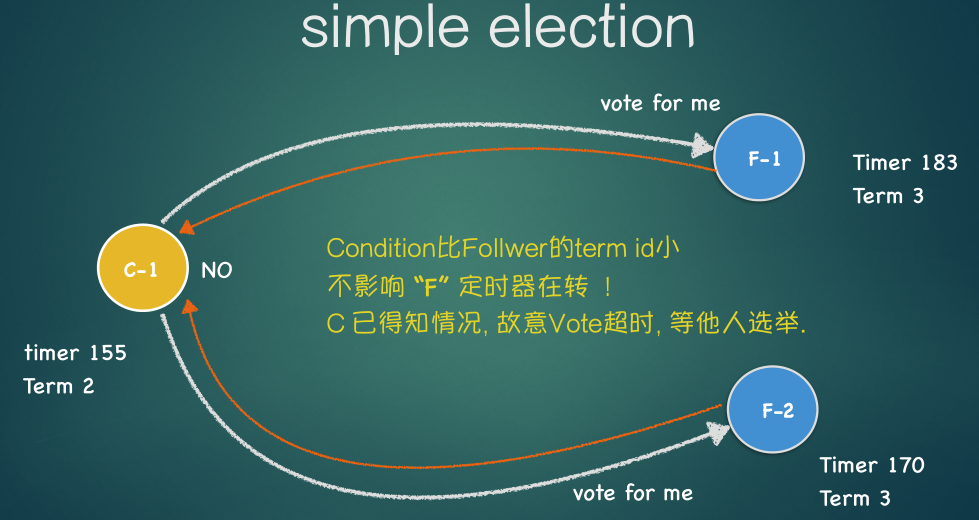 simple election
vote for me
F-1
Timer 183
Term 3
Condition比Follwer的term id小
C-1
NO
不影响 “F” 定时器在转 ！
C 已得知情况, 故意Vote超时, 等他人选举.
timer 155
Term 2
F-2
Timer 170
Term 3
vote for me